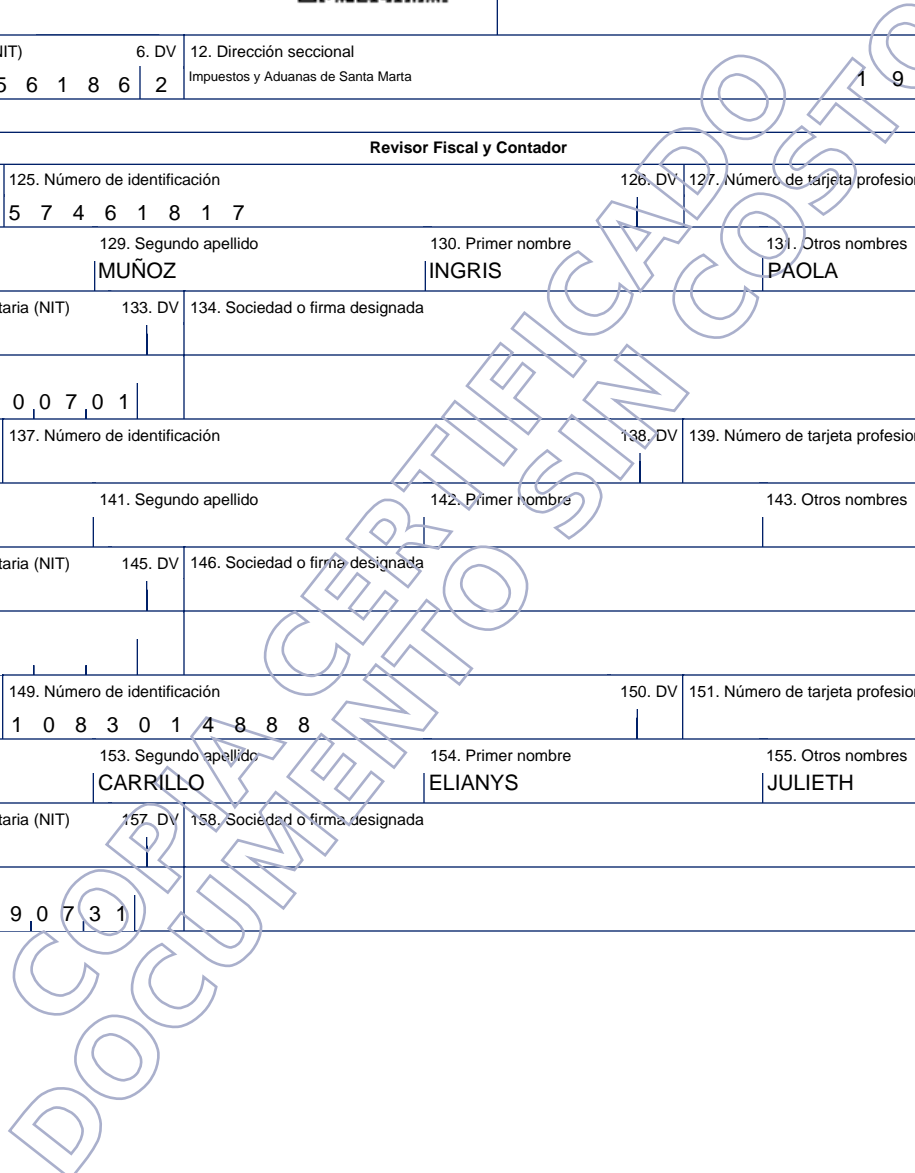 NIT) 6. DV 12. Dirección seccional
5 6 1 8 6 2 Impuestos y Aduanas de Santa Marta 1 9
Revisor Fiscal y Contador
125. Número de identificación 126. DV 127. Número de tarjeta profesion
5 7 4 6 1 8 1 7
129. Segundo apellido 130. Primer nombre 131. Otros nombres
MUÑOZ INGRIS PAOLA
taria (NIT) 133. DV 134. Sociedad o firma designada
0 0 7 0 1
137. Número de identificación 138. DV 139. Número de tarjeta profesion
141. Segundo apellido 142. Primer nombre 143. Otros nombres
taria (NIT) 145. DV 146. Sociedad o firma designada
149. Número de identificación 150. DV 151. Número de tarjeta profesion
1 0 8 3 0 1 4 8 8 8
153. Segundo apellido 154. Primer nombre 155. Otros nombres
CARRILLO ELIANYS JULIETH
taria (NIT) 157. DV 158. Sociedad o firma designada
9 0 7 3 1
COPIA CERTIFICADO
DOCUMENTO SIN COSTO